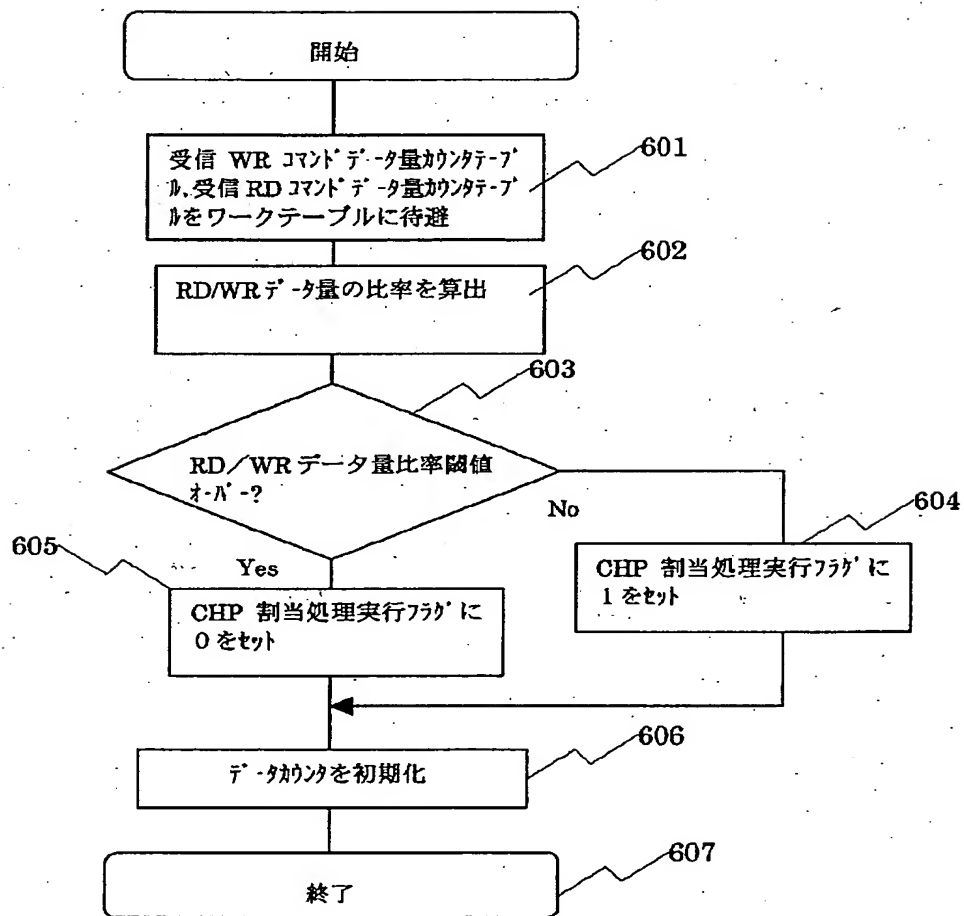 開始
受信 WR コマンドデータ量カウンタテーブ
ル、受信 RD コマンドデータ量カウンタテーブ
ルをワークテーブルに待避
601
602
RD/WRデータ量の比率を算出
603
RD／WRデータ量比率閾値
オーバー?
No
604
605
Yes
CHP 割当処理実行フラグに
1をセット
CHP 割当処理実行フラグに
0をセット
606
データカウンタを初期化
607
終了